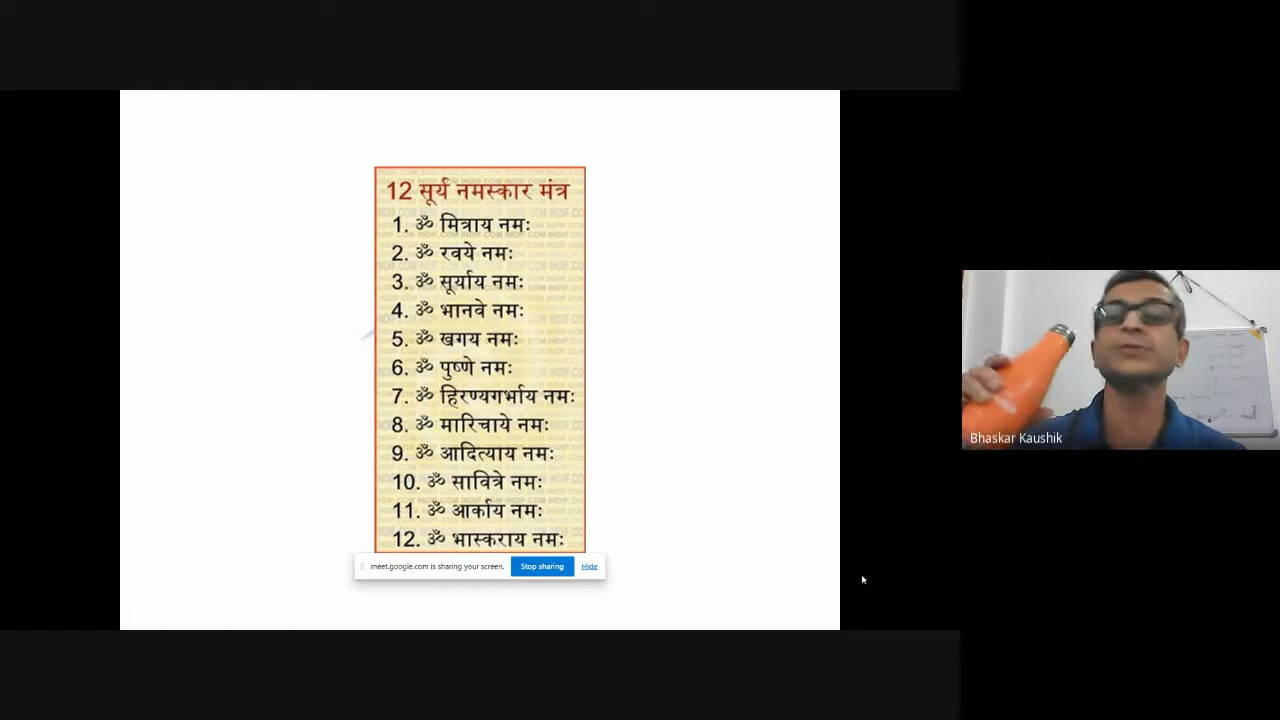 12 सूर्य नमस्कार मंत्र
1. ॐ मित्राय नमः
2. ॐ रवये नमः
3. ॐ सूर्याय नमः
4. ॐ भानवे नमः
5. ॐ खगय नमः
6. ॐ पुष्णे नमः
7. ॐ हिरण्यगर्भाय नमः
8. ॐ मारिचाये नमः
9. ॐ आदित्याय नमः
10. ॐ सावित्रे नमः
11. ॐ आर्काय नमः
12. ॐ भास्कराय नमः
meet.google.com is sharing your screen. Stop sharing Hide
Bhaskar Kaushik